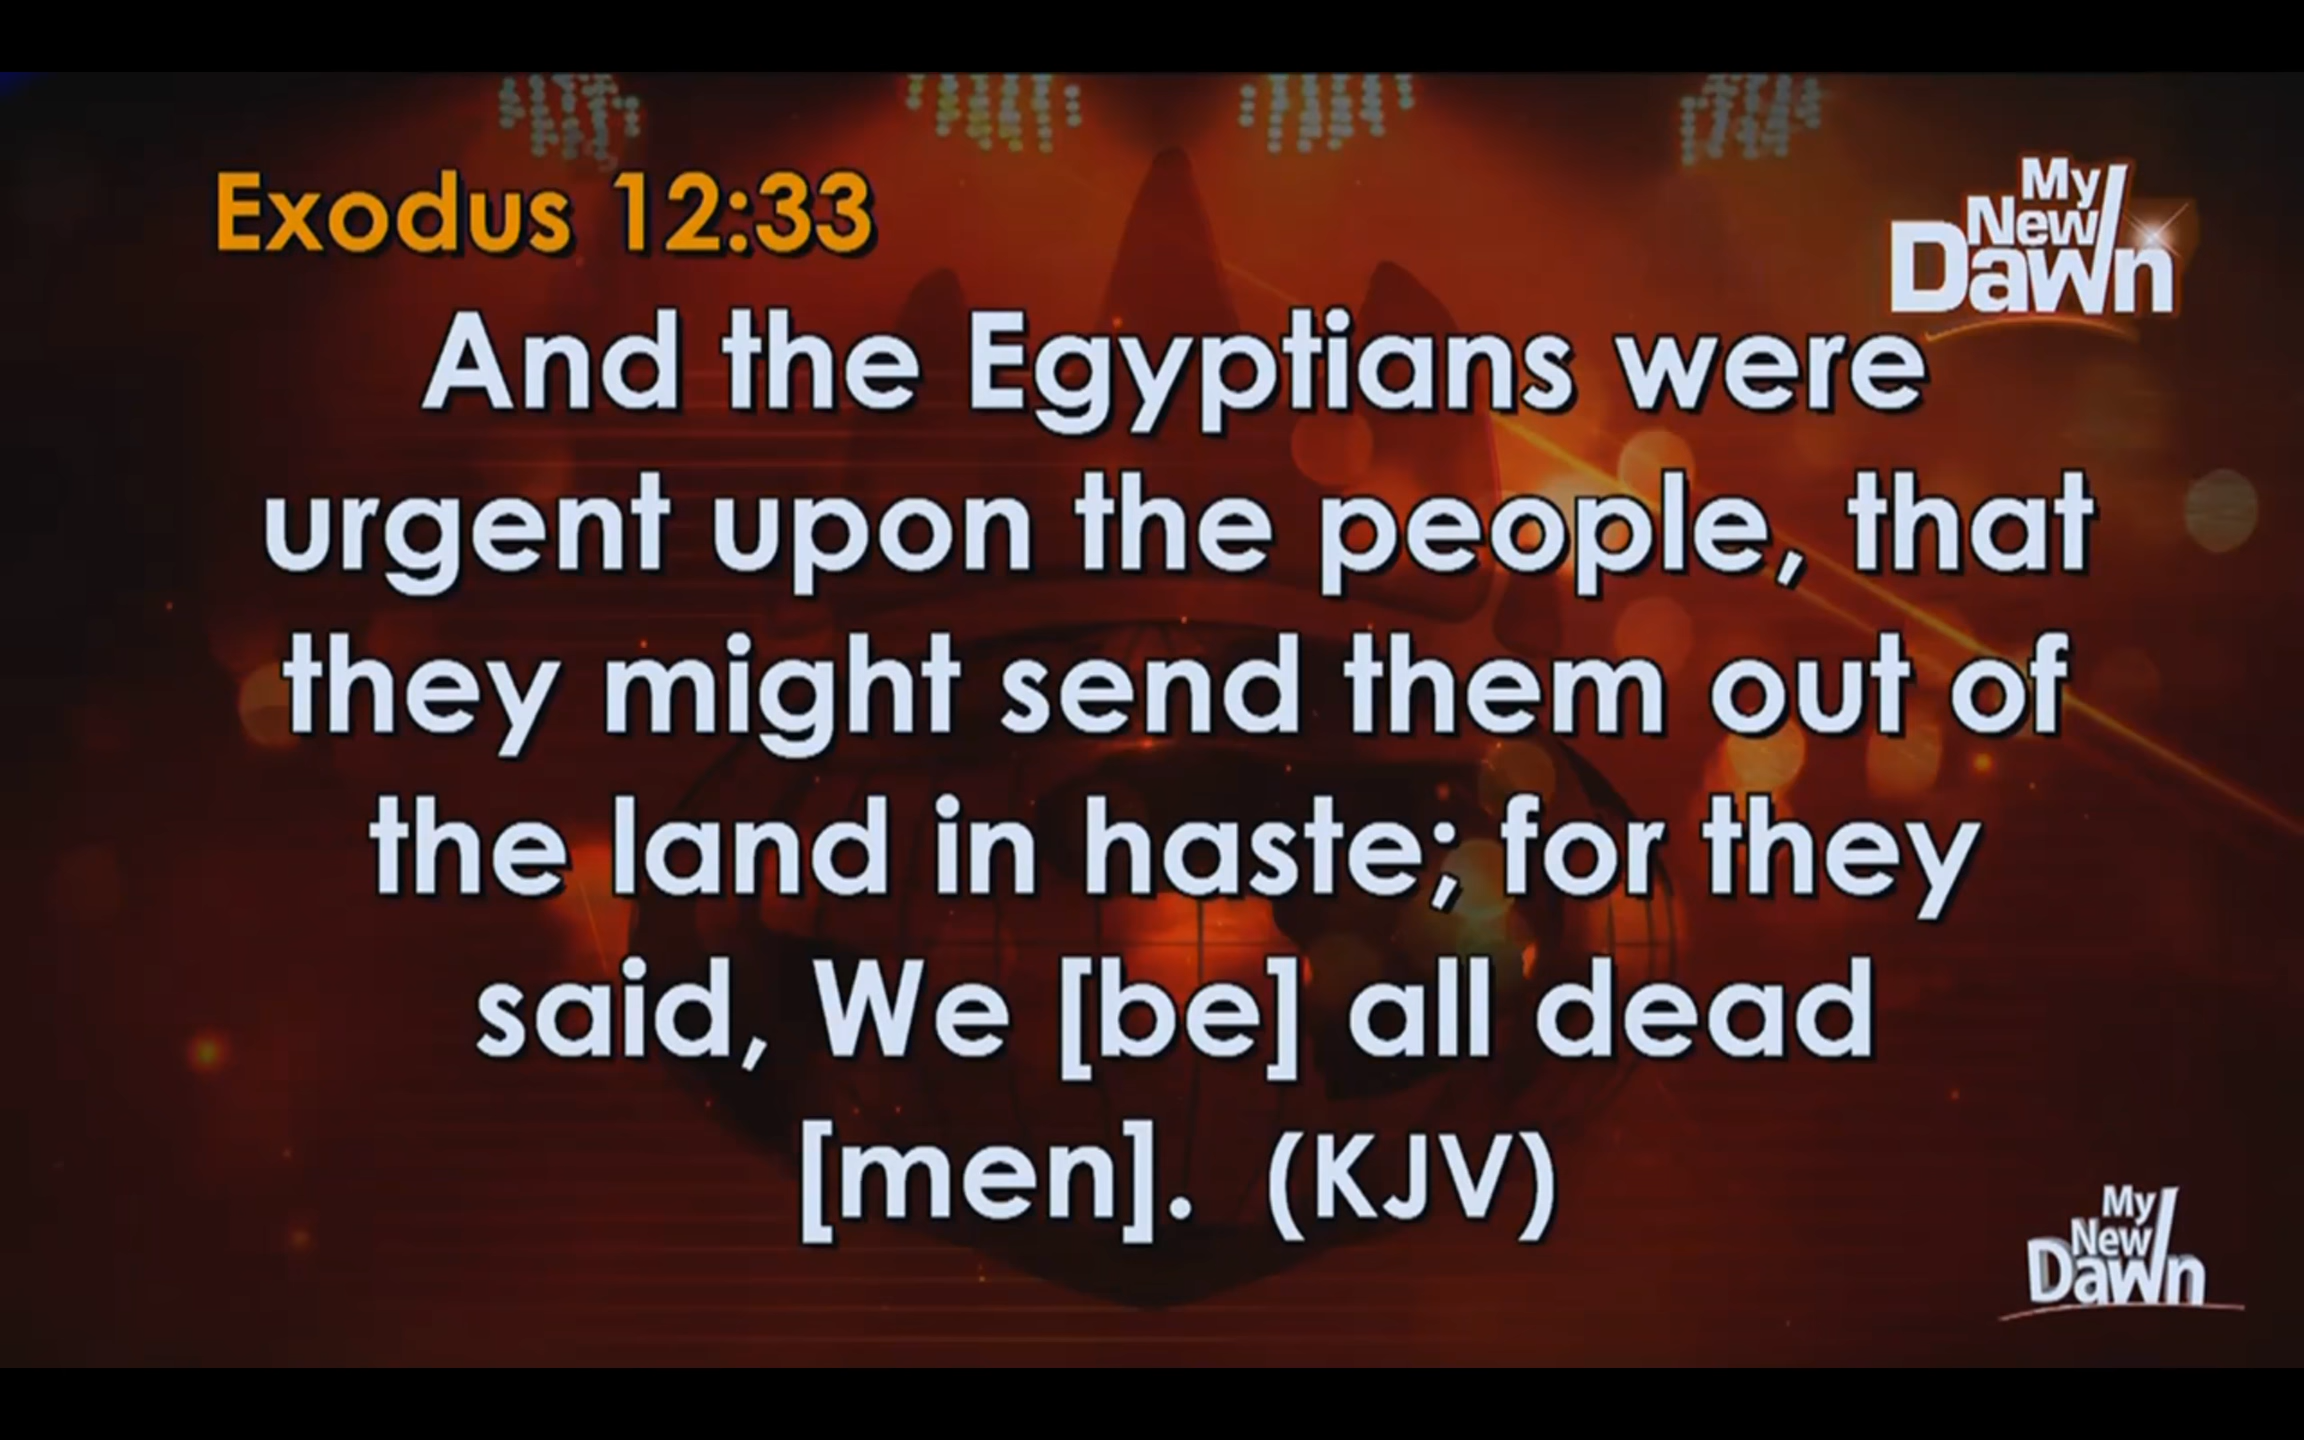 Exodus 12:33
My
New
Dawn
And the Egyptians were
urgent upon the people, that
they might send them out of
the land in haste; for they
said, We [be] all dead
[men].  (KJV)
My
New
Dawn